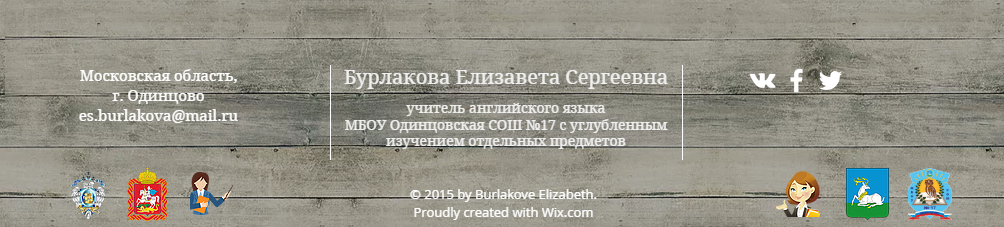 Московская область,
г. Одинцово
es.burlakova@mail.ru
Бурлакова Елизавета Сергеевна
учитель английского языка
МБОУ Одинцовская СОШ №17 с углубленным
изучением отдельных предметов
© 2015 by Burlakove Elizabeth.
Proudly created with Wix.com